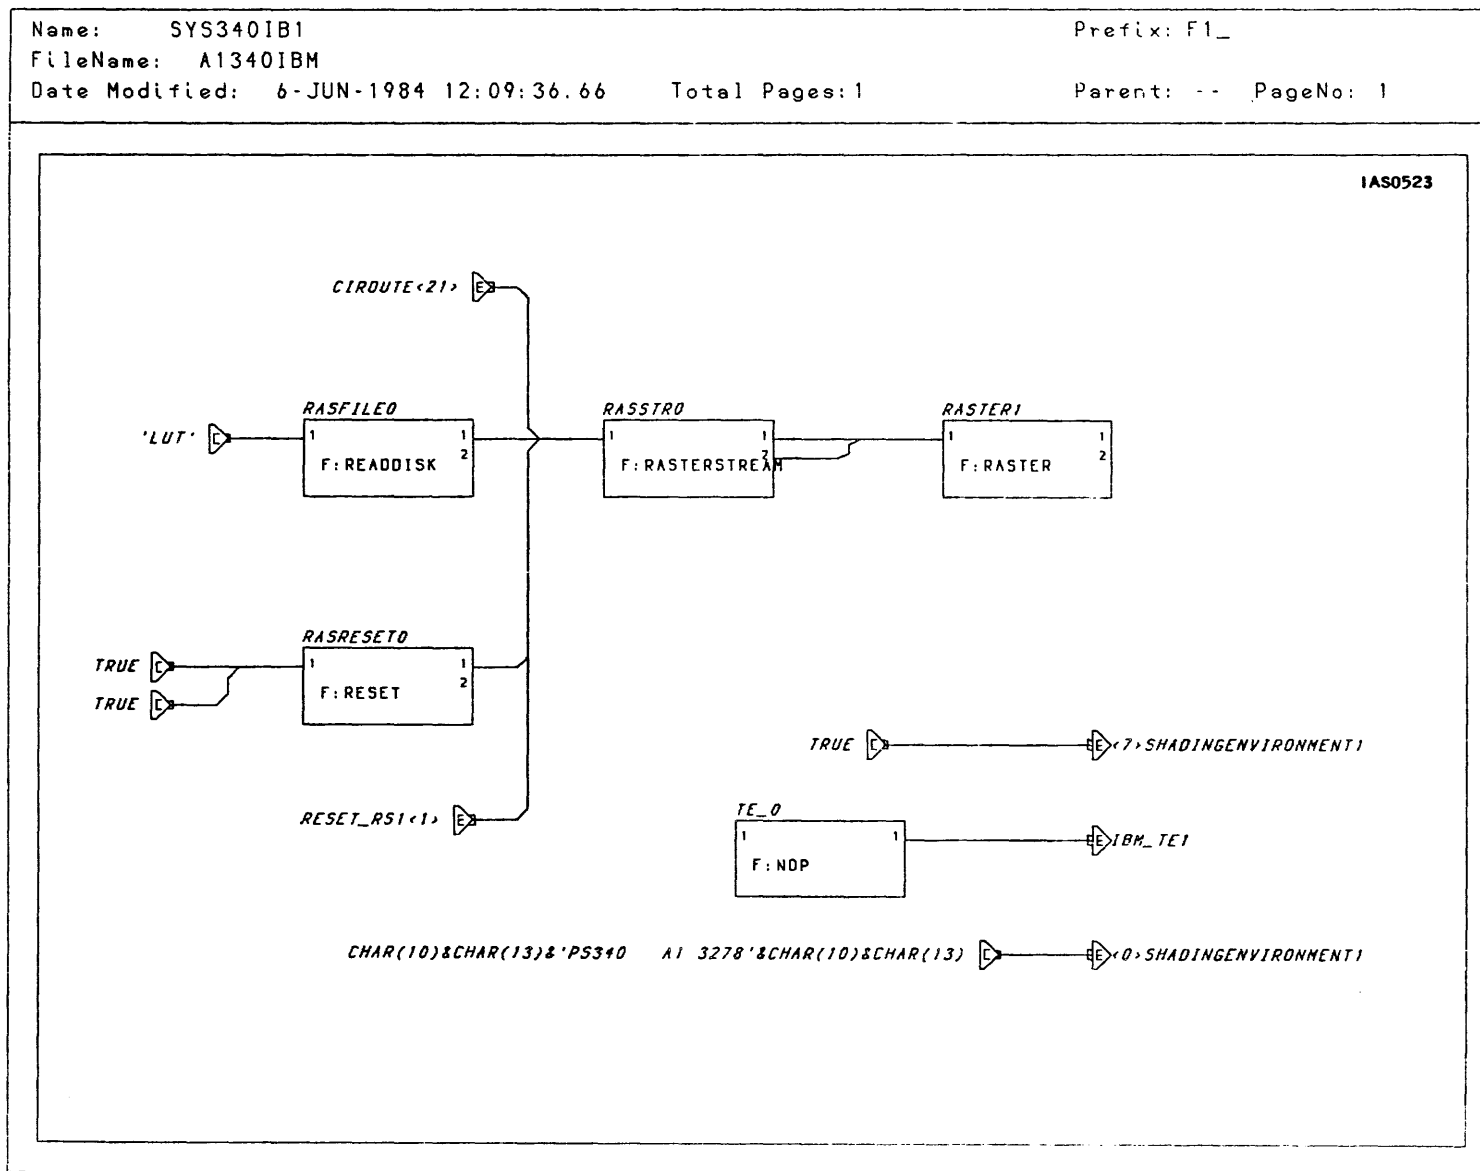 Name: SYS340IB1 Prefix: F1_
FileName: A1340IBM
Date Modified: 6-JUN-1984 12:09:36.66 Total Pages: 1 Parent: -- PageNo: 1
IAS0523
CIROUTE<21> E
RASFILE0 RASSTR0 RASTER1
'LUT' C 1 1 1 1 1 1
2 2 2
F:READDISK F:RASTERSTREAM F:RASTER
RASRESET0
TRUE C 1 1
TRUE C F:RESET 2
TRUE C E <7>SHADINGENVIRONMENT1
RESET_RS1<1> E
TE_0
1 1 E IBM_TE1
F:NOP
CHAR(10)&CHAR(13)&'PS340 A1 3278'&CHAR(10)&CHAR(13) C E <0>SHADINGENVIRONMENT1